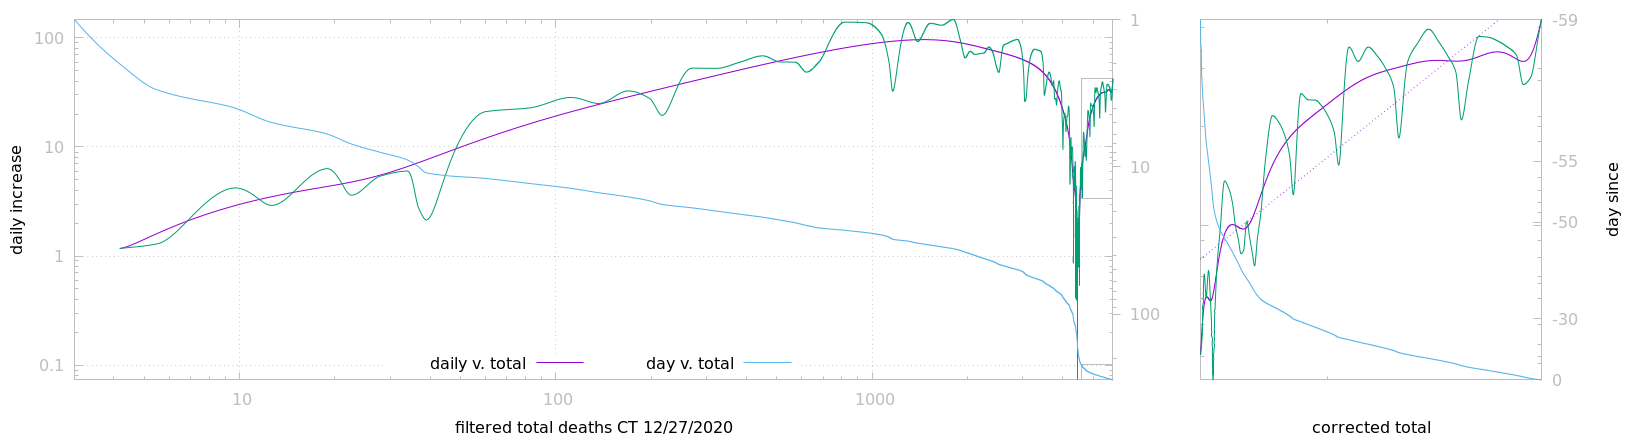 daily increase
100
10
1
0.1
10
100
1000
filtered total deaths CT 12/27/2020
daily v. total
day v. total
1
10
100
corrected total
-59
-55
-50
-30
0
day since